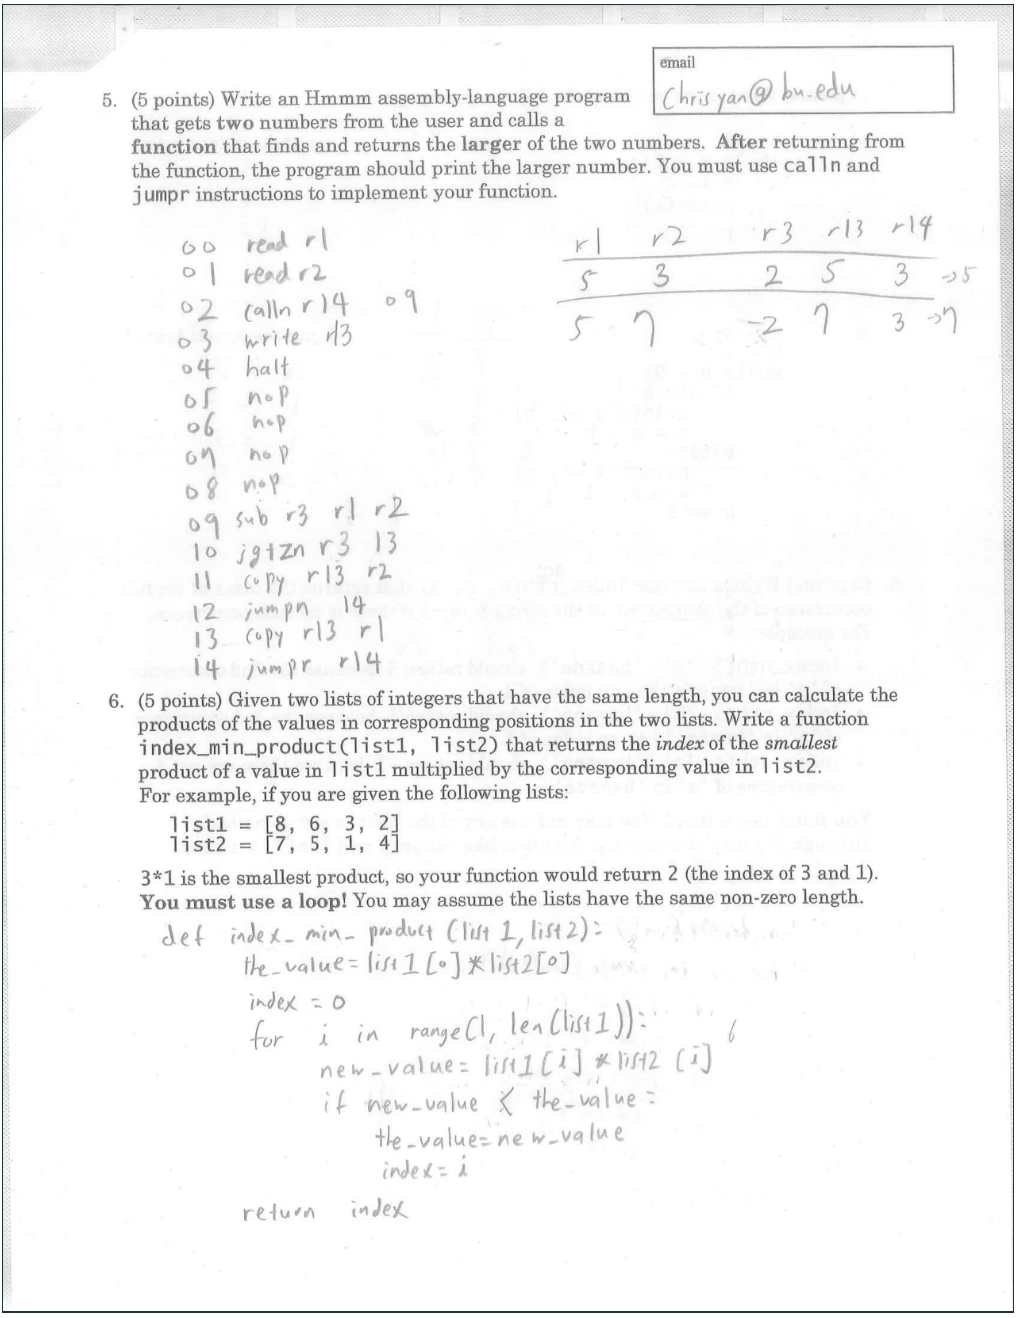 email
Chrisyan@bu.edu
5. (5 points) Write an Hmmm assembly-language program
that gets two numbers from the user and calls a
function that finds and returns the larger of the two numbers. After returning from
the function, the program should print the larger number. You must use calln and
jumpr instructions to implement your function.
00 read r1
01 read r2
02 calln r14 09
03 write r13
04 halt
05 nop
06 nop
07 nop
08 nop
09 sub r3 r1 r2
10 jgtzn r3 13
11 copy r13 r2
12 jumpn 14
13 copy r13 r1
14 jumpr r14
r1 r2 r3 r13 r14
5 3 2 5 3 ->5
5 7 -2 7 3 ->7
6. (5 points) Given two lists of integers that have the same length, you can calculate the
products of the values in corresponding positions in the two lists. Write a function
index_min_product(list1, list2) that returns the index of the smallest
product of a value in list1 multiplied by the corresponding value in list2.
For example, if you are given the following lists:
list1 = [8, 6, 3, 2]
list2 = [7, 5, 1, 4]
3*1 is the smallest product, so your function would return 2 (the index of 3 and 1).
You must use a loop! You may assume the lists have the same non-zero length.
def index_min_product(list1, list2):
the_value = list1[0] * list2[0]
index = 0
for i in range(1, len(list1)):
new_value = list1[i] * list2[i]
if new_value < the_value:
the_value = new_value
index = i
return index